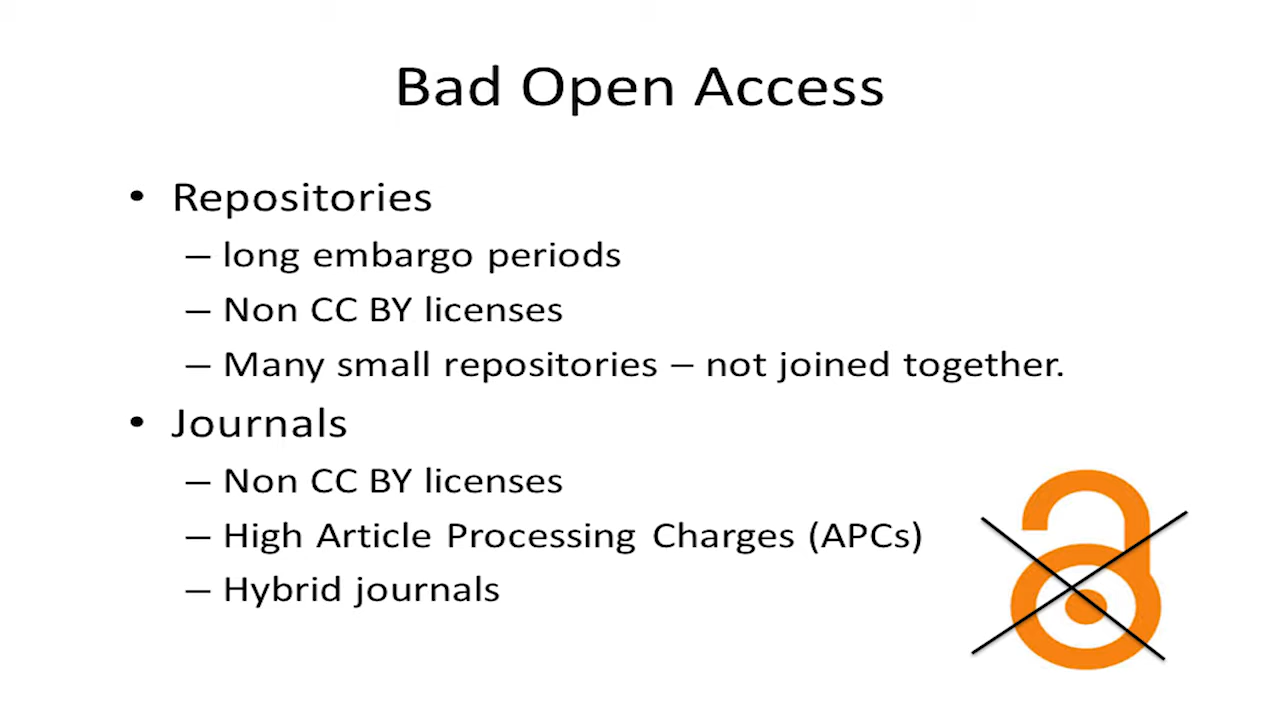 Bad Open Access
• Repositories
– long embargo periods
– Non CC BY licenses
– Many small repositories – not joined together.
• Journals
– Non CC BY licenses
– High Article Processing Charges (APCs)
– Hybrid journals